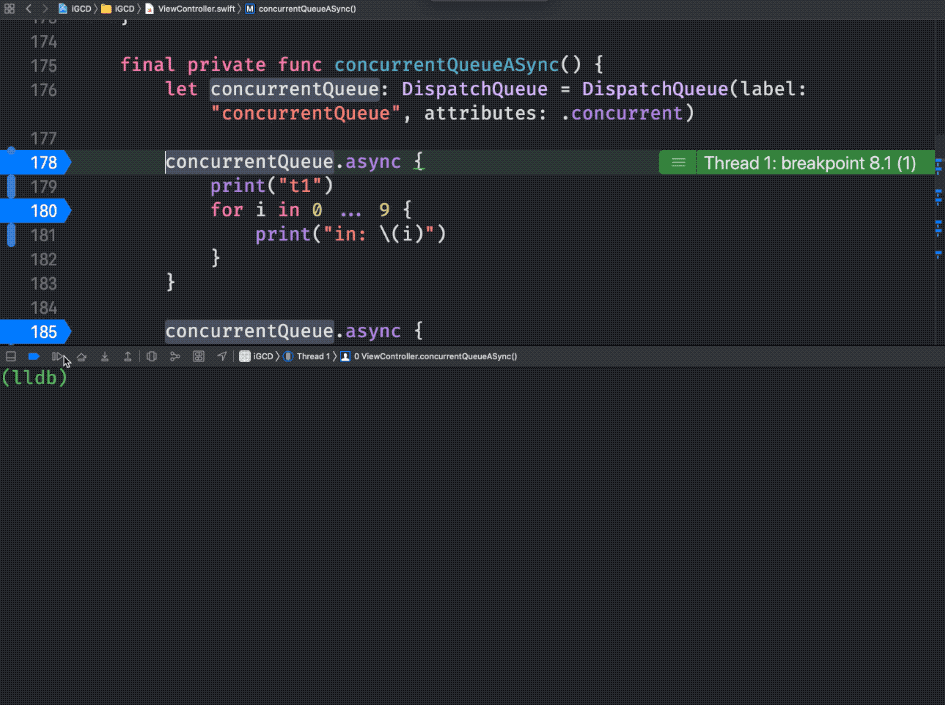 iGCD 〉 iGCD 〉 ViewController.swift 〉 M concurrentQueueASync()
174
175 final private func concurrentQueueASync() {
176 let concurrentQueue: DispatchQueue = DispatchQueue(label:
"concurrentQueue", attributes: .concurrent)
177
178 concurrentQueue.async { Thread 1: breakpoint 8.1 (1)
179 print("t1")
180 for i in 0 ... 9 {
181 print("in: \(i)")
182 }
183 }
184
185 concurrentQueue.async {
iGCD 〉 Thread 1 〉 0 ViewController.concurrentQueueASync()
(lldb)